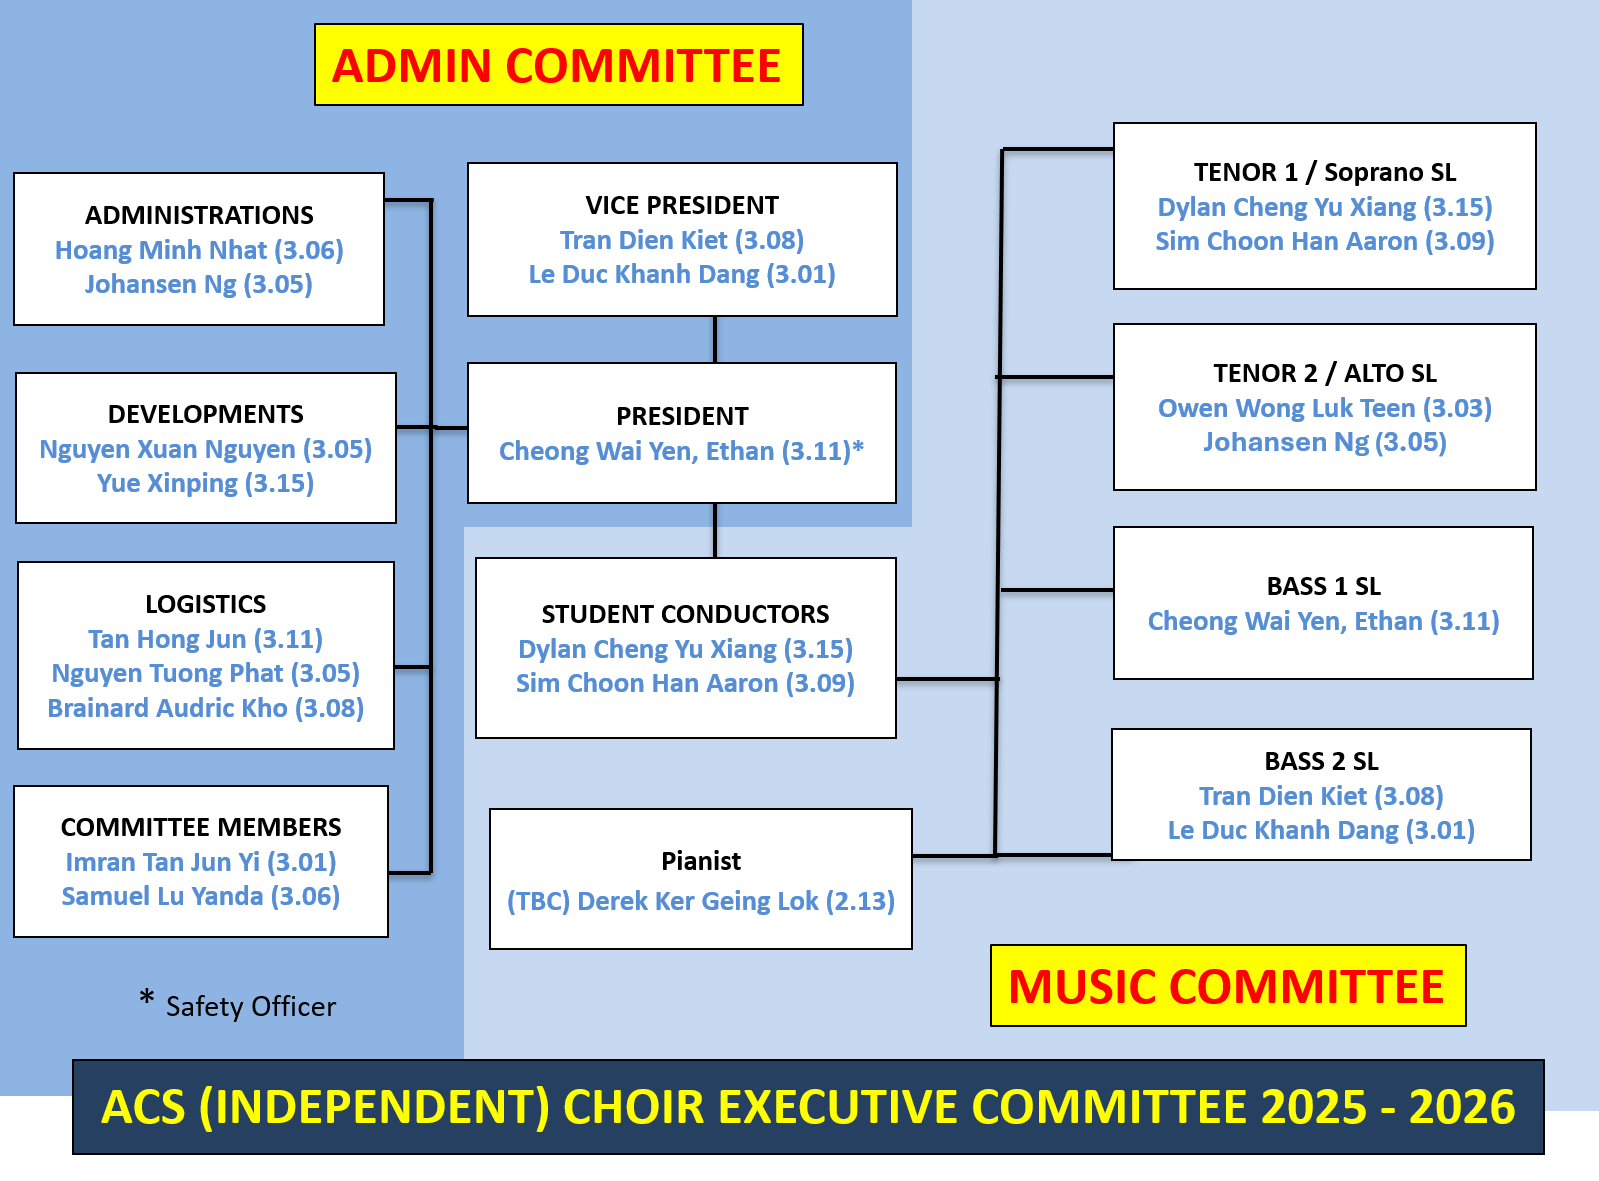 ADMIN COMMITTEE
ADMINISTRATIONS
Hoang Minh Nhat (3.06)
Johansen Ng (3.05)
DEVELOPMENTS
Nguyen Xuan Nguyen (3.05)
Yue Xinping (3.15)
LOGISTICS
Tan Hong Jun (3.11)
Nguyen Tuong Phat (3.05)
Brainard Audric Kho (3.08)
COMMITTEE MEMBERS
Imran Tan Jun Yi (3.01)
Samuel Lu Yanda (3.06)
* Safety Officer
VICE PRESIDENT
Tran Dien Kiet (3.08)
Le Duc Khanh Dang (3.01)
PRESIDENT
Cheong Wai Yen, Ethan (3.11)*
STUDENT CONDUCTORS
Dylan Cheng Yu Xiang (3.15)
Sim Choon Han Aaron (3.09)
Pianist
(TBC) Derek Ker Geing Lok (2.13)
TENOR 1 / Soprano SL
Dylan Cheng Yu Xiang (3.15)
Sim Choon Han Aaron (3.09)
TENOR 2 / ALTO SL
Owen Wong Luk Teen (3.03)
Johansen Ng (3.05)
BASS 1 SL
Cheong Wai Yen, Ethan (3.11)
BASS 2 SL
Tran Dien Kiet (3.08)
Le Duc Khanh Dang (3.01)
MUSIC COMMITTEE
ACS (INDEPENDENT) CHOIR EXECUTIVE COMMITTEE 2025 - 2026